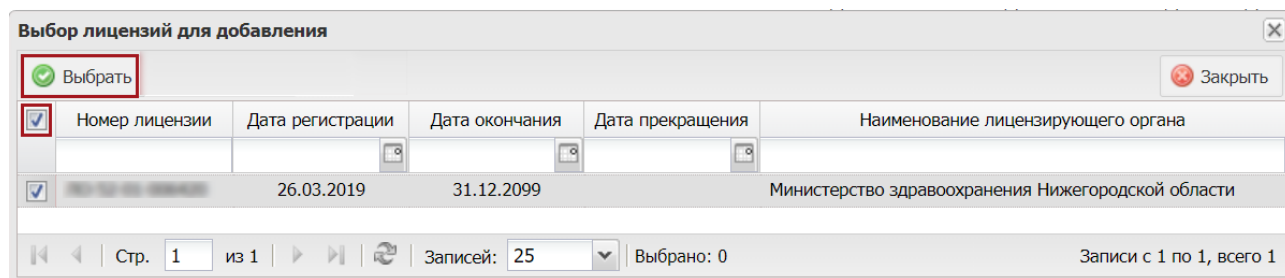 Выбор лицензий для добавления
Выбрать Закрыть
Номер лицензии Дата регистрации Дата окончания Дата прекращения Наименование лицензирующего органа
26.03.2019 31.12.2099 Министерство здравоохранения Нижегородской области
Стр. 1 из 1 Записей: 25 Выбрано: 0 Записи с 1 по 1, всего 1